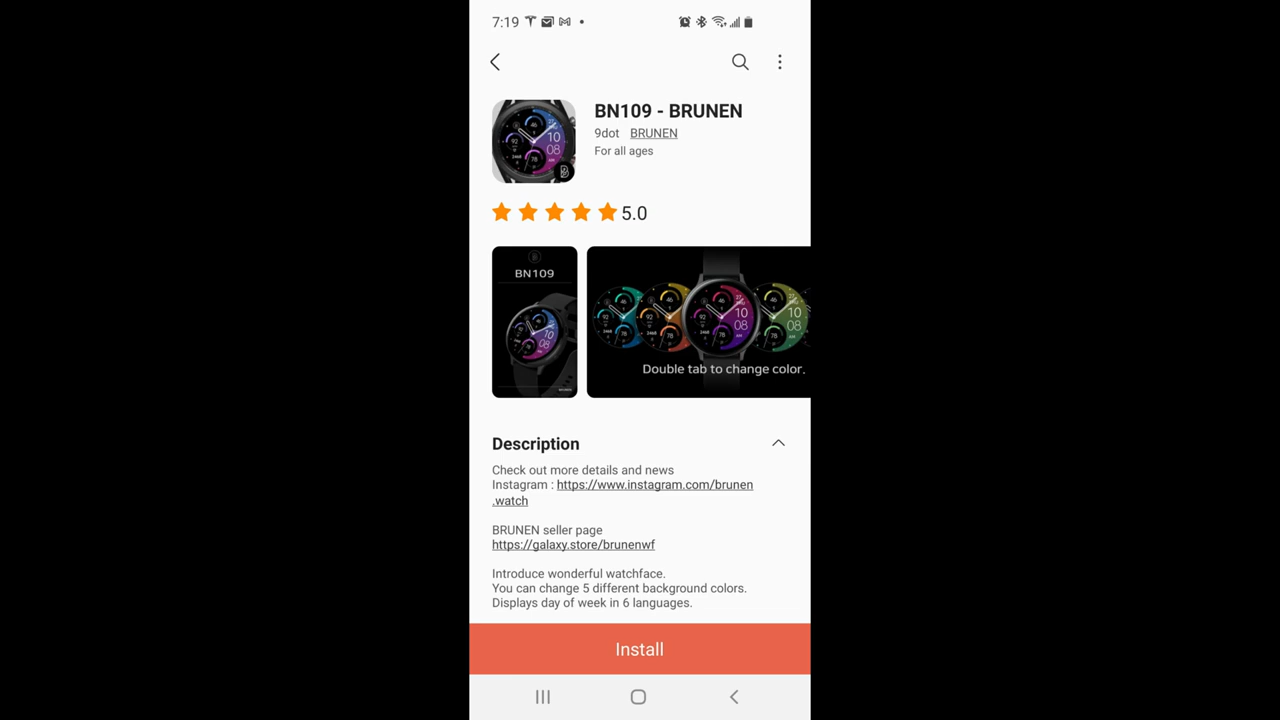 7:19
BN109 - BRUNEN
9dot BRUNEN
For all ages
5.0
BN109
Double tab to change color.
Description
Check out more details and news
Instagram : https://www.instagram.com/brunen
.watch
BRUNEN seller page
https://galaxy.store/brunenwf
Introduce wonderful watchface.
You can change 5 different background colors.
Displays day of week in 6 languages.
Install